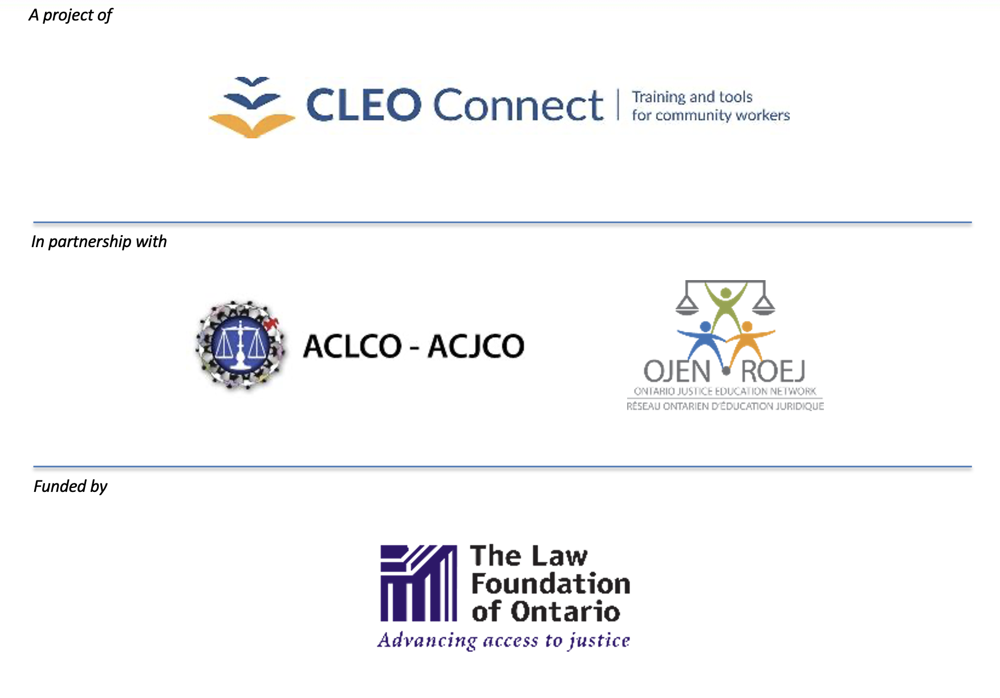 A project of
CLEO Connect
Training and tools
for community workers
In partnership with
ACLCO - ACJCO
OJEN ROEJ
ONTARIO JUSTICE EDUCATION NETWORK
RÉSEAU ONTARIEN D'ÉDUCATION JURIDIQUE
Funded by
The Law
Foundation
of Ontario
Advancing access to justice